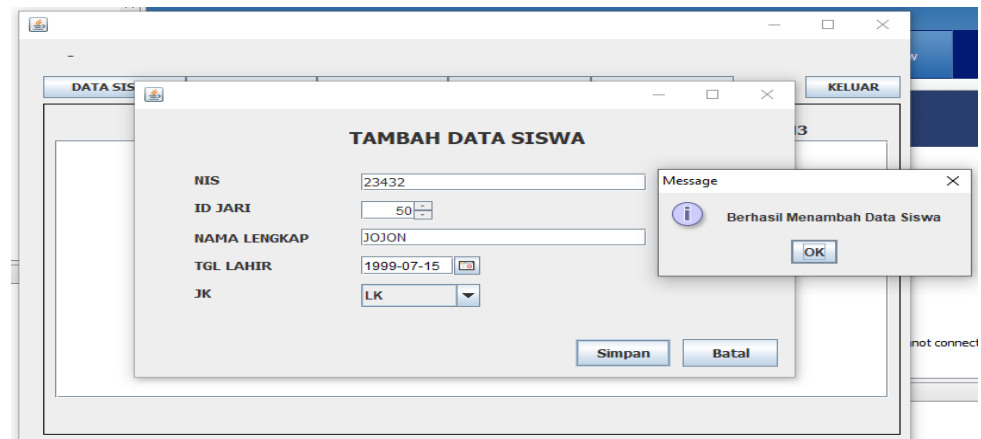 -
DATA SIS
KELUAR
TAMBAH DATA SISWA
NIS 23432
ID JARI 50
NAMA LENGKAP JOJON
TGL LAHIR 1999-07-15
JK LK
Simpan Batal
Message
Berhasil Menambah Data Siswa
OK
not connect